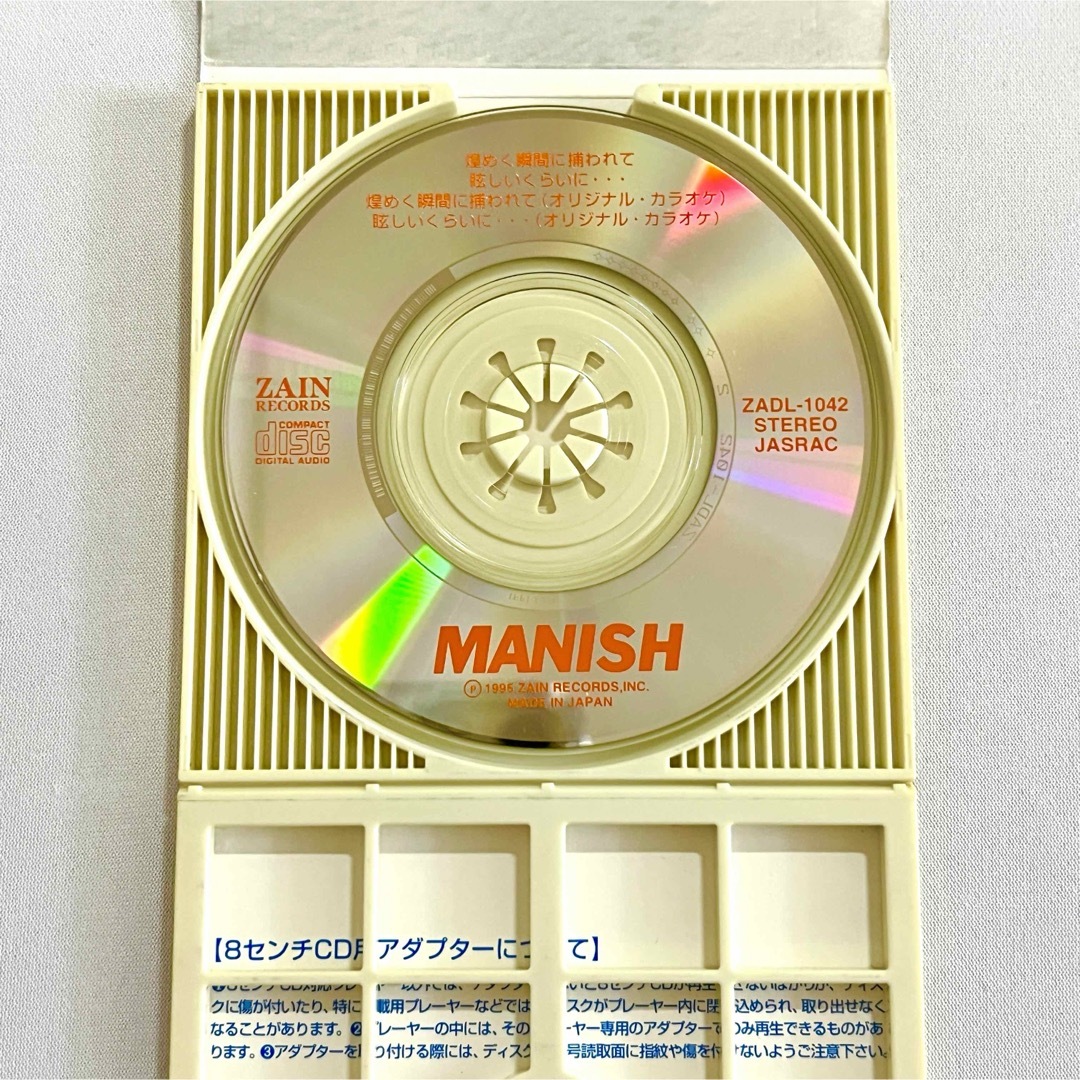 煌めく瞬間に捕われて
眩しいくらいに・・・
煌めく瞬間に捕われて(オリジナル・カラオケ)
眩しいくらいに・・・(オリジナル・カラオケ)
ZAIN
RECORDS
COMPACT
disc
DIGITAL AUDIO
ZADL-1042
STEREO
JASRAC
ZADL-1042 S
MANISH
Ⓟ 1995 ZAIN RECORDS,INC.
MADE IN JAPAN
【8センチCD用 アダプターにつ て】
クに傷が付いたり、特に 載用プレーヤーなどでは スクがプレーヤー内に閉 込められ、取り出せなく
なることがあります。❷ レーヤーの中には、その ーヤー専用のアダプターで のみ再生できるものがあ
ります。❸アダプターを り付ける際には、ディスク 号読取面に指紋や傷を付 ないようご注意下さい。